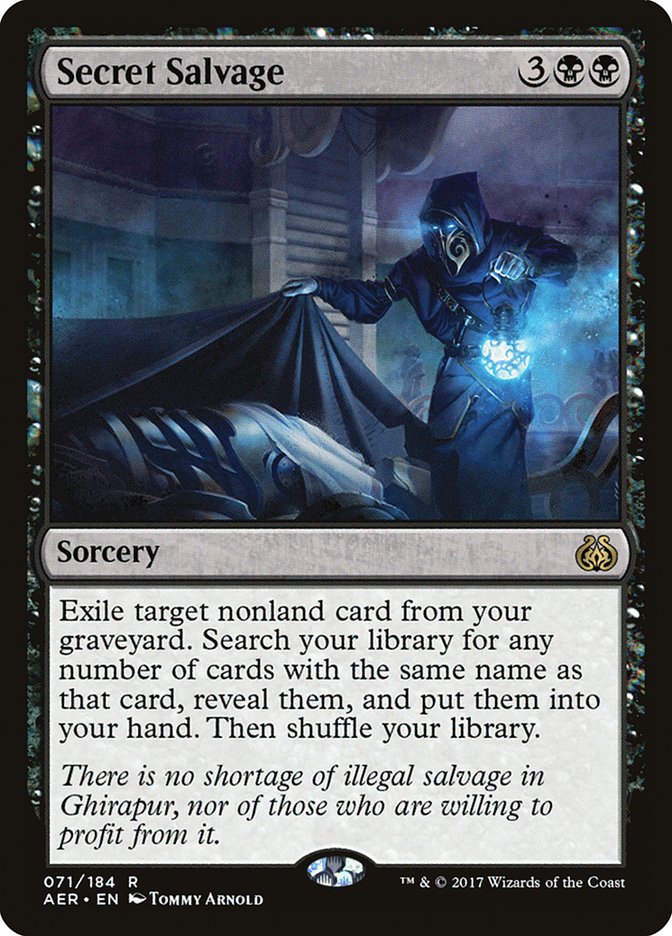 Secret Salvage 3
Sorcery
Exile target nonland card from your
graveyard. Search your library for any
number of cards with the same name as
that card, reveal them, and put them into
your hand. Then shuffle your library.
There is no shortage of illegal salvage in
Ghirapur, nor of those who are willing to
profit from it.
071/184 R
AER • EN Tommy Arnold
™ & © 2017 Wizards of the Coast